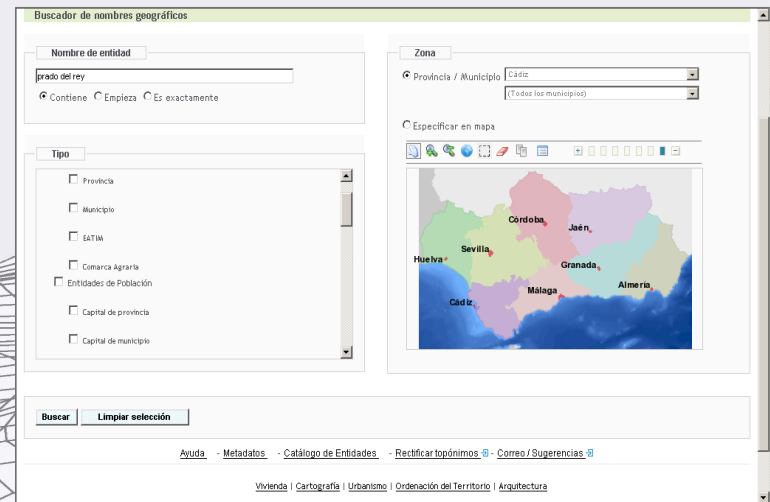 Buscador de nombres geográficos
Nombre de entidad
prado del rey
Contiene Empieza Es exactamente
Tipo
Provincia
Municipio
EATIM
Comarca Agraria
Entidades de Población
Capital de provincia
Capital de municipio
Zona
Provincia / Municipio Cádiz
(Todos los municipios)
Especificar en mapa
Córdoba
Jaén
Sevilla
Huelva
Granada
Málaga
Almería
Cádiz
Buscar Limpiar selección
Ayuda - Metadatos - Catálogo de Entidades - Rectificar topónimos - Correo / Sugerencias
Vivienda | Cartografía | Urbanismo | Ordenación del Territorio | Arquitectura